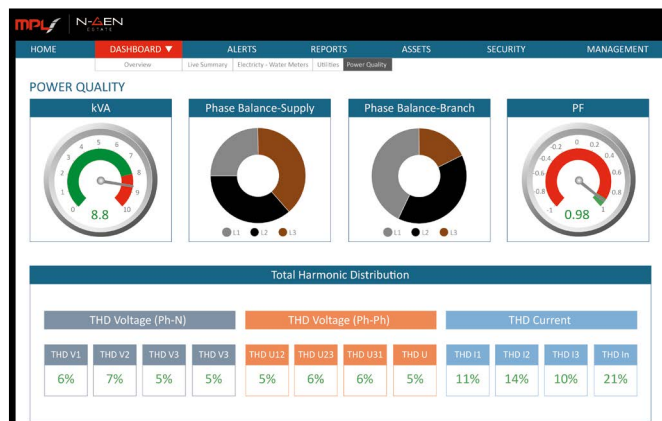 MPL N-GEN
ESTATE
HOME DASHBOARD ▼ ALERTS REPORTS ASSETS SECURITY MANAGEMENT
Overview Live Summary Electricty - Water Meters Utilities Power Quality
POWER QUALITY
kVA Phase Balance-Supply Phase Balance-Branch PF
0 1 2 3 4 5 6 7 8 9 10
8.8
L1 L2 L3
L1 L2 L3
-1 -0.8 -0.6 -0.4 -0.2 0 0.2 0.4 0.6 0.8 1
0.98
Total Harmonic Distribution
THD Voltage (Ph-N) THD Voltage (Ph-Ph) THD Current
THD V1 THD V2 THD V3 THD V3 THD U12 THD U23 THD U31 THD U THD I1 THD I2 THD I3 THD In
6% 7% 5% 5% 5% 6% 6% 5% 11% 14% 10% 21%